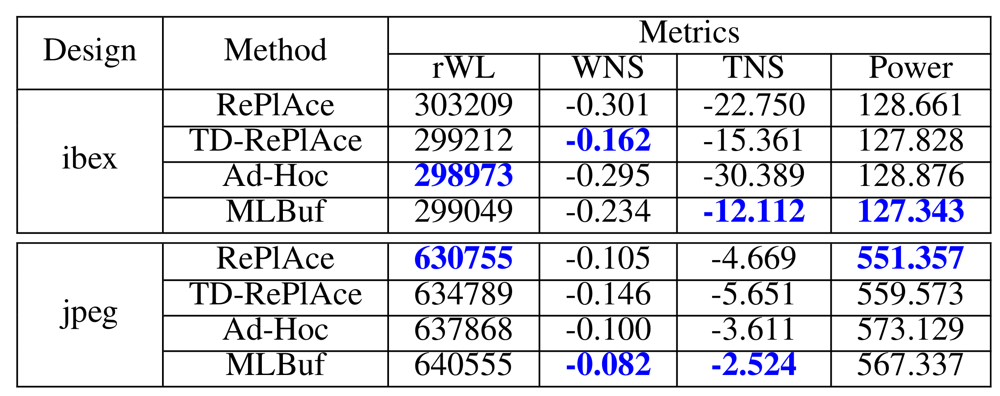 Design Method Metrics
rWL WNS TNS Power
ibex RePlAce 303209 -0.301 -22.750 128.661
TD-RePlAce 299212 -0.162 -15.361 127.828
Ad-Hoc 298973 -0.295 -30.389 128.876
MLBuf 299049 -0.234 -12.112 127.343
jpeg RePlAce 630755 -0.105 -4.669 551.357
TD-RePlAce 634789 -0.146 -5.651 559.573
Ad-Hoc 637868 -0.100 -3.611 573.129
MLBuf 640555 -0.082 -2.524 567.337